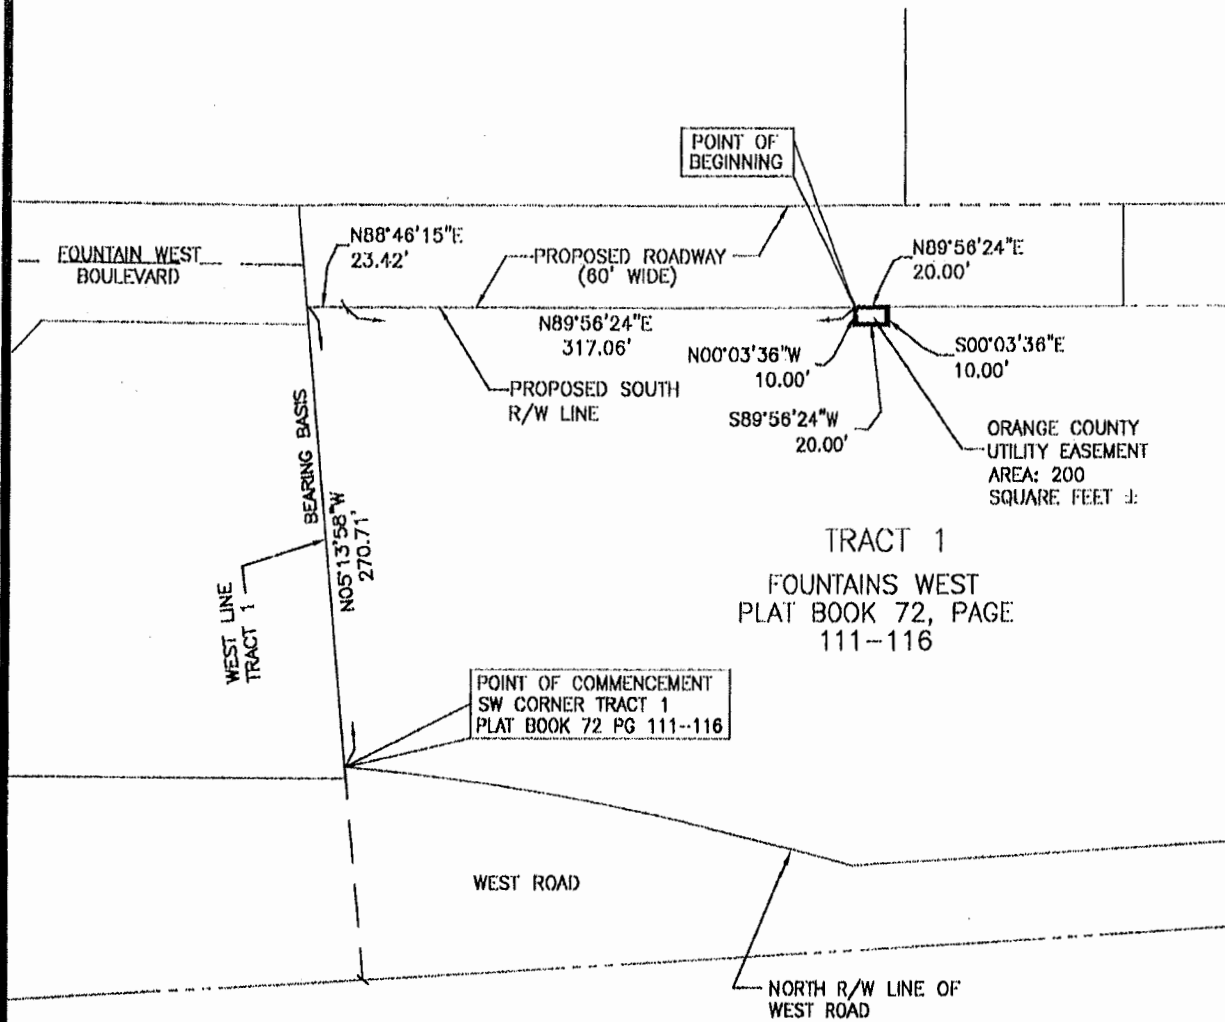 POINT OF
BEGINNING
FOUNTAIN WEST
BOULEVARD
N88°46'15"E
23.42'
PROPOSED ROADWAY
(60' WIDE)
N89°56'24"E
20.00'
N89°56'24"E
317.06'
N00°03'36"W
10.00'
S00°03'36"E
10.00'
PROPOSED SOUTH
R/W LINE
S89°56'24"W
20.00'
ORANGE COUNTY
UTILITY EASEMENT
AREA: 200
SQUARE FEET ±
BEARING BASIS
N05°13'58"W
270.71'
WEST LINE
TRACT 1
TRACT 1
FOUNTAINS WEST
PLAT BOOK 72, PAGE
111-116
POINT OF COMMENCEMENT
SW CORNER TRACT 1
PLAT BOOK 72 PG 111-116
WEST ROAD
NORTH R/W LINE OF
WEST ROAD